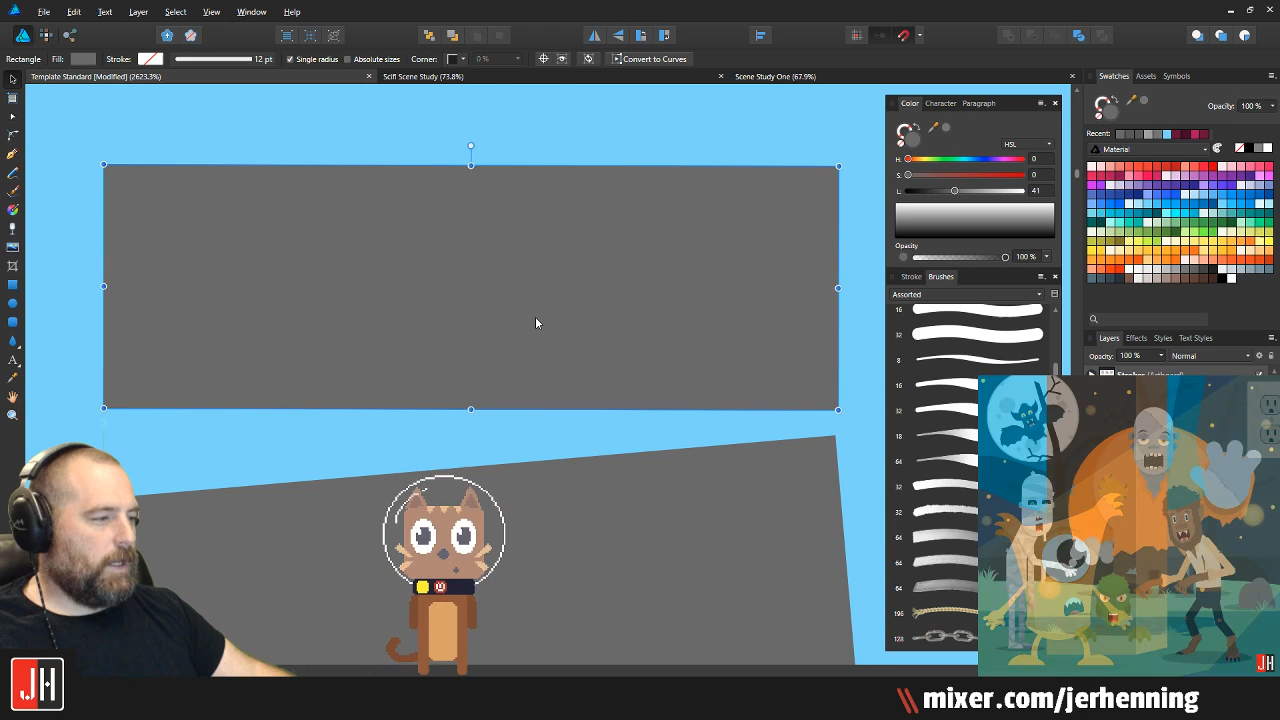 File Edit Text Layer Select View Window Help
Rectangle Fill: Stroke: 12 pt Single radius Absolute sizes Corner: 0 % Convert to Curves
Template Standard [Modified] (2623.3%) Scifi Scene Study (73.8%) Scene Study One (67.9%)
Color Character Paragraph
HSL
H: 0
S: 0
L: 41
Opacity
100 %
Stroke Brushes
Assorted
16
32
8
16
32
18
64
32
32
64
64
64
196
128
Swatches Assets Symbols
Opacity: 100 %
Recent:
Material
Layers Effects Styles Text Styles
Opacity: 100 % Normal
JH
JH
\\ mixer.com/jerhenning